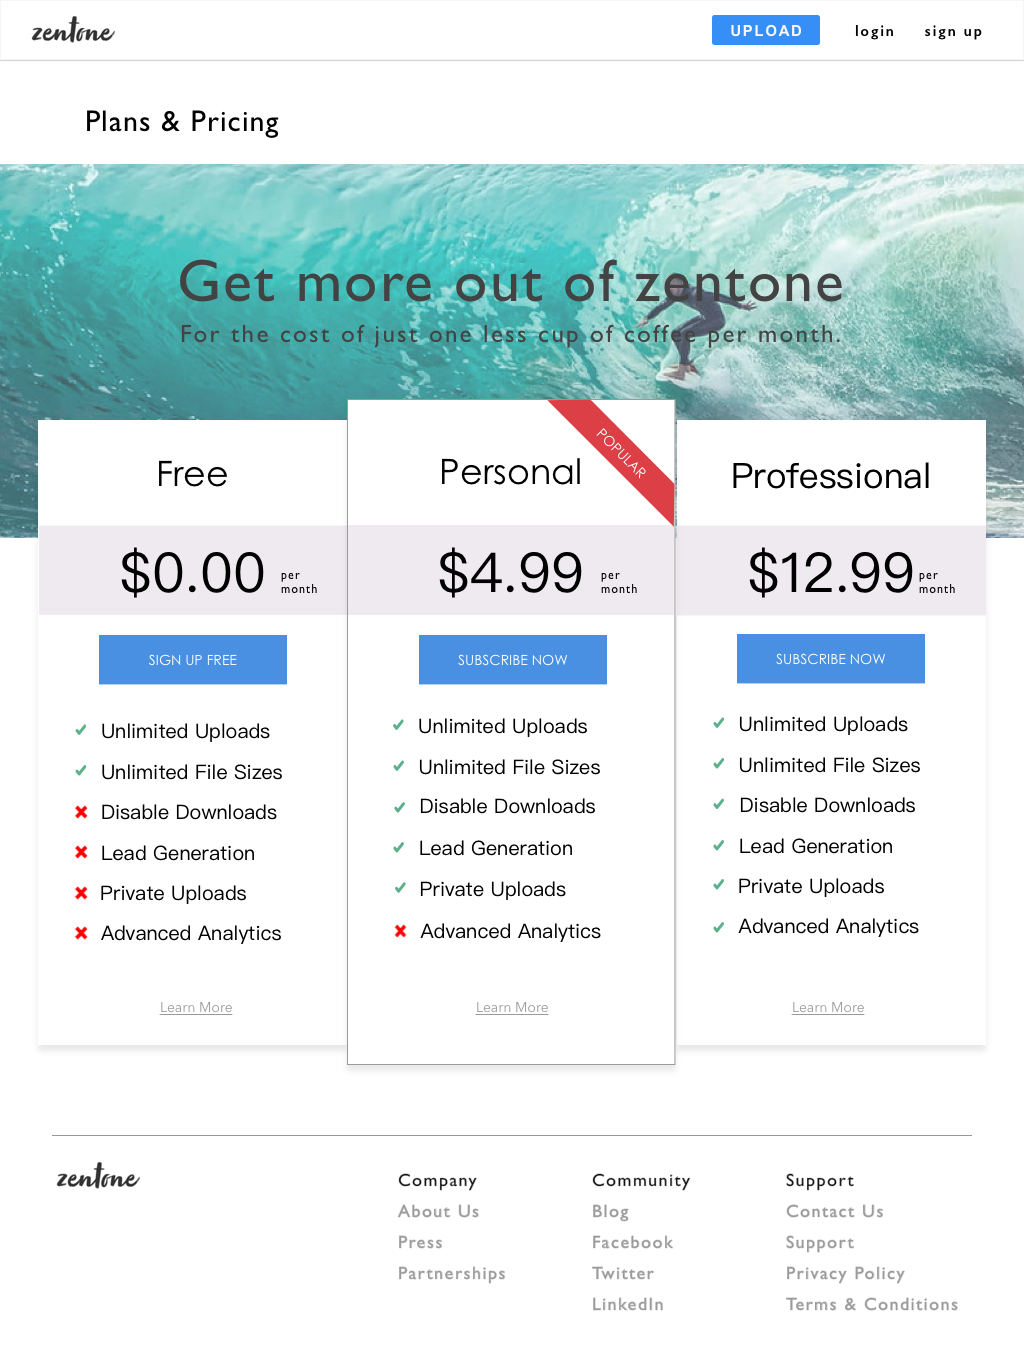 zentone
UPLOAD login sign up
Plans & Pricing
Get more out of zentone
For the cost of just one less cup of coffee per month.
Free
$0.00 per month
SIGN UP FREE
Unlimited Uploads
Unlimited File Sizes
Disable Downloads
Lead Generation
Private Uploads
Advanced Analytics
Learn More
POPULAR
Personal
$4.99 per month
SUBSCRIBE NOW
Unlimited Uploads
Unlimited File Sizes
Disable Downloads
Lead Generation
Private Uploads
Advanced Analytics
Learn More
Professional
$12.99 per month
SUBSCRIBE NOW
Unlimited Uploads
Unlimited File Sizes
Disable Downloads
Lead Generation
Private Uploads
Advanced Analytics
Learn More
zentone
Company
About Us
Press
Partnerships
Community
Blog
Facebook
Twitter
LinkedIn
Support
Contact Us
Support
Privacy Policy
Terms & Conditions